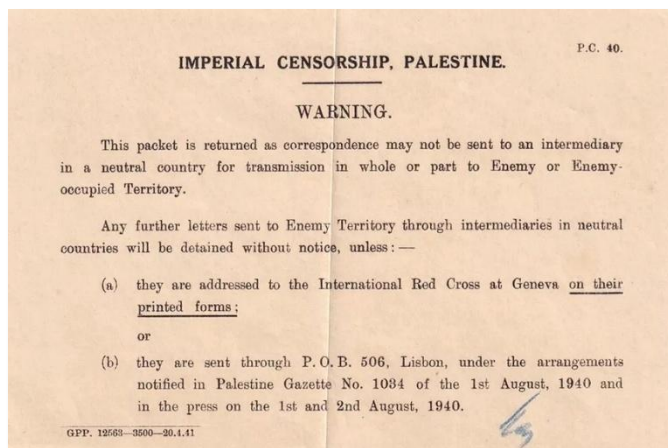 P.C. 40.
IMPERIAL CENSORSHIP, PALESTINE.
WARNING.
This packet is returned as correspondence may not be sent to an intermediary
in a neutral country for transmission in whole or part to Enemy or Enemy-
occupied Territory.
Any further letters sent to Enemy Territory through intermediaries in neutral
countries will be detained without notice, unless : —
(a) they are addressed to the International Red Cross at Geneva on their
printed forms ;
or
(b) they are sent through P. O. B. 506, Lisbon, under the arrangements
notified in Palestine Gazette No. 1034 of the 1st August, 1940 and
in the press on the 1st and 2nd August, 1940.
GPP. 12563—3500—20.4.41